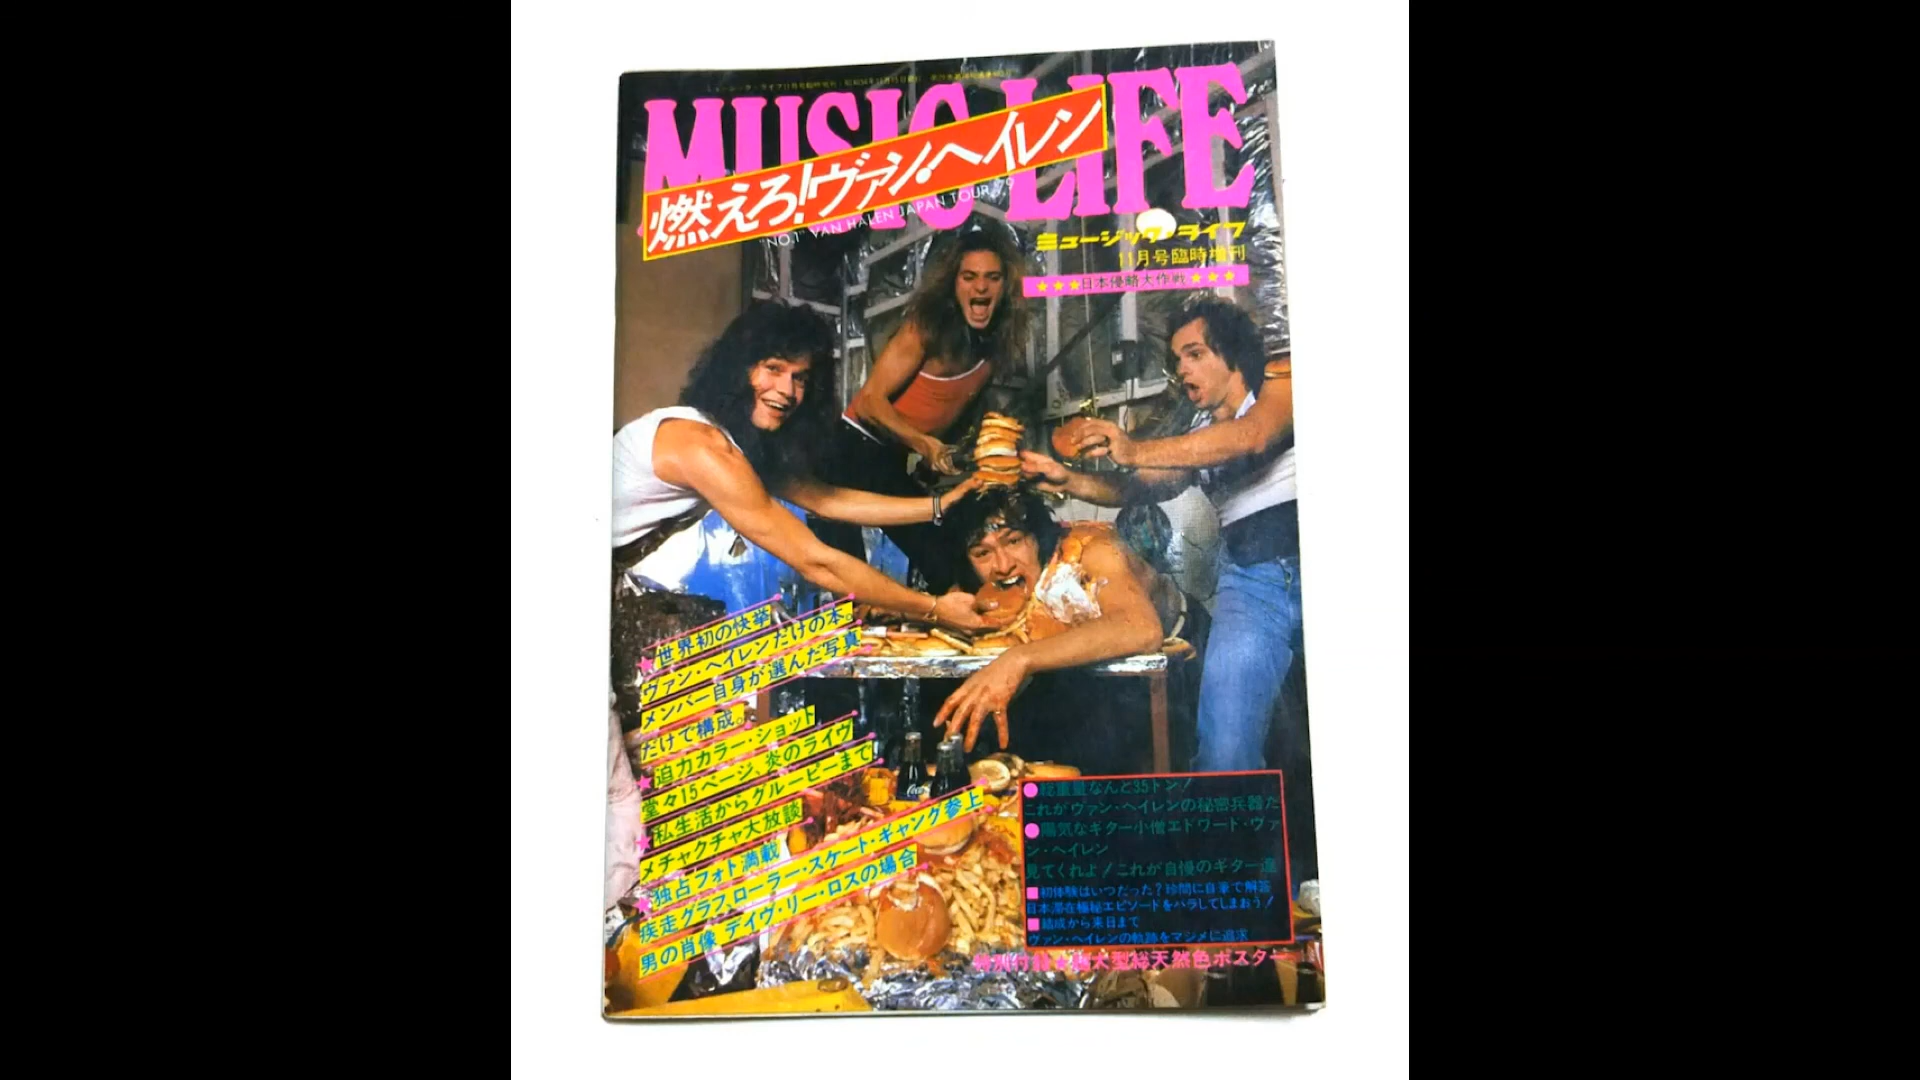 MUSIC LIFE
燃えろ!ヴァン・ヘイレン
"NO.1" VAN HALEN JAPAN TOUR '79
ミュージック・ライフ
11月号臨時増刊
★★★日本侵略大作戦★★★
★世界初の快挙
ヴァン・ヘイレンだけの本。
メンバー自身が選んだ写真
だけで構成。
★迫力カラー・ショット
堂々15ページ、炎のライヴ
★私生活からグルーピーまで
メチャクチャ大放談
★独占フォト満載
疾走グラフ、ローラー・スケート・ギャング参上
男の肖像 デイヴ・リー・ロスの場合
●総重量なんと35トン!
これがヴァン・ヘイレンの秘密兵器だ
●陽気なギター小僧エドワード・ヴァ
ン・ヘイレン
見てくれよ!これが自慢のギター達
■初体験はいつだった?珍問に自筆で解答
日本滞在極秘エピソードをバラしてしまおう!
■結成から来日まで
ヴァン・ヘイレンの軌跡をマジメに追求
特別付録★超大型総天然色ポスター